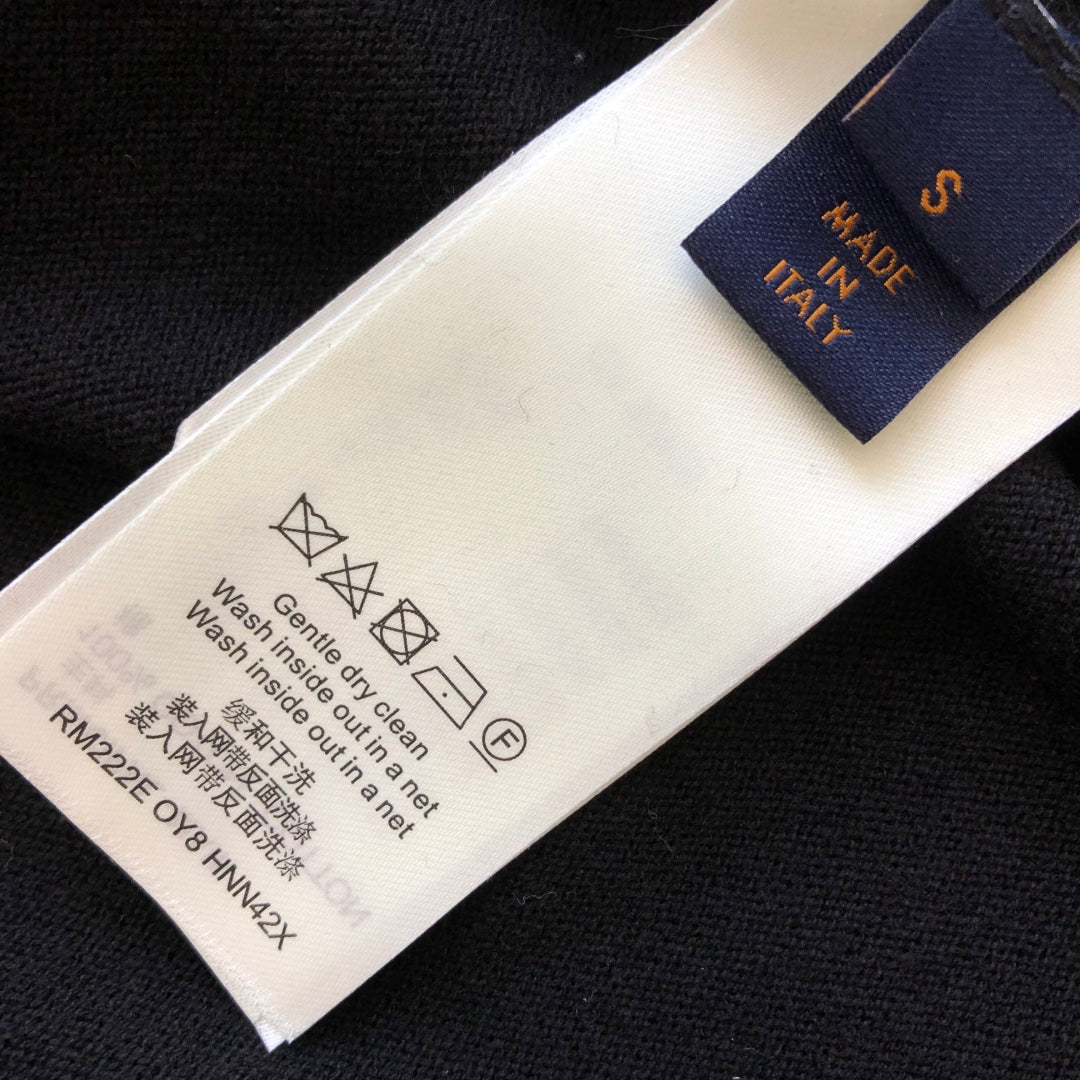 S
MADE
IN
ITALY
F
Gentle dry clean
Wash inside out in a net
Wash inside out in a net
缓和干洗
装入网带反面洗涤
装入网带反面洗涤
RM222E OY8 HNN42X